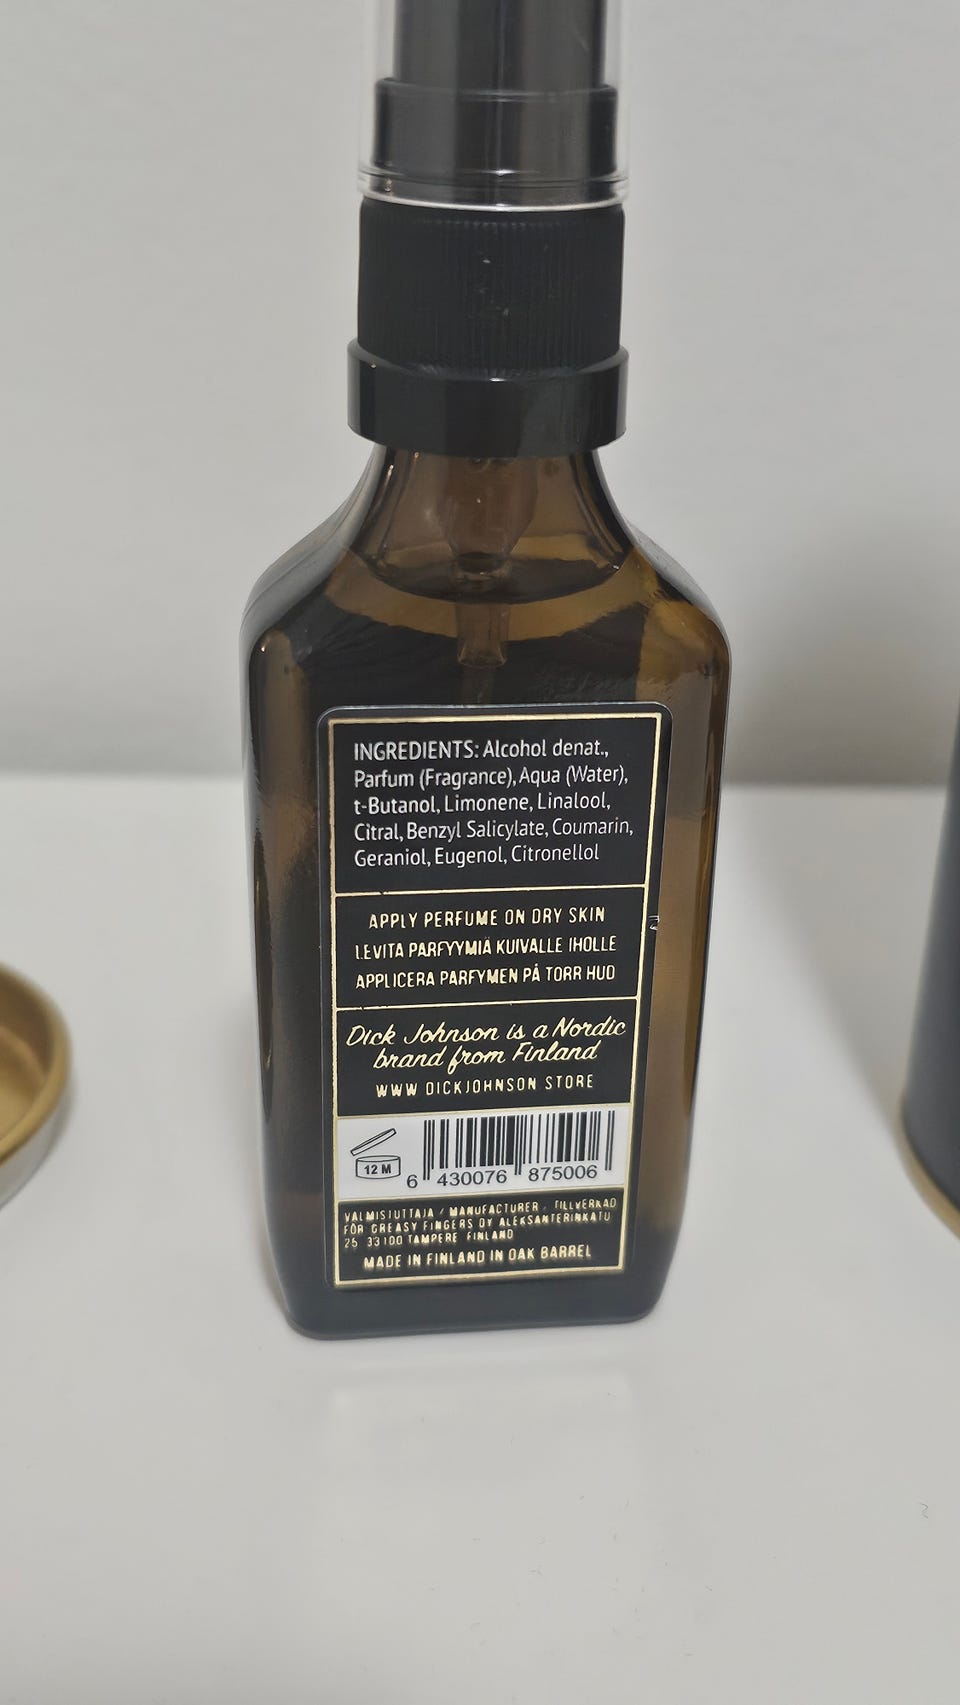 INGREDIENTS: Alcohol denat.,
Parfum (Fragrance), Aqua (Water),
t-Butanol, Limonene, Linalool,
Citral, Benzyl Salicylate, Coumarin,
Geraniol, Eugenol, Citronellol
APPLY PERFUME ON DRY SKIN
LEVITA PARFYYMIÄ KUIVALLE IHOLLE
APPLICERA PARFYMEN PÅ TORR HUD
Dick Johnson is a Nordic
brand from Finland
WWW DICKJOHNSON STORE
12 M
6 430076 875006
VALMISTUTTAJA / MANUFACTURER - TILLVERKAD
FÖR GREASY FINGERS OY ALEKSANTERINKATU
25 33100 TAMPERE FINLAND
MADE IN FINLAND IN OAK BARREL